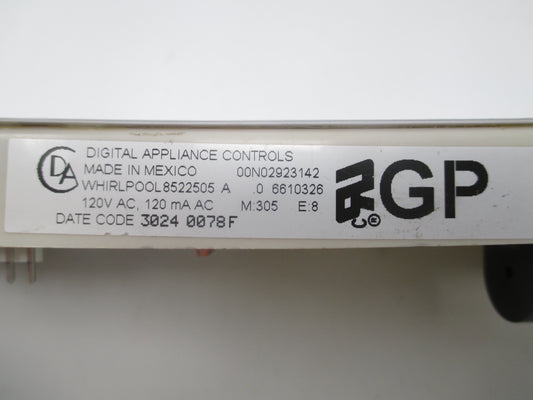 DIGITAL APPLIANCE CONTROLS
MADE IN MEXICO 00N02923142
WHIRLPOOL 8522505 A .0 6610326
120V AC, 120 mA AC M:305 E:8
DATE CODE 3024 0078F
DA
GP
C ®